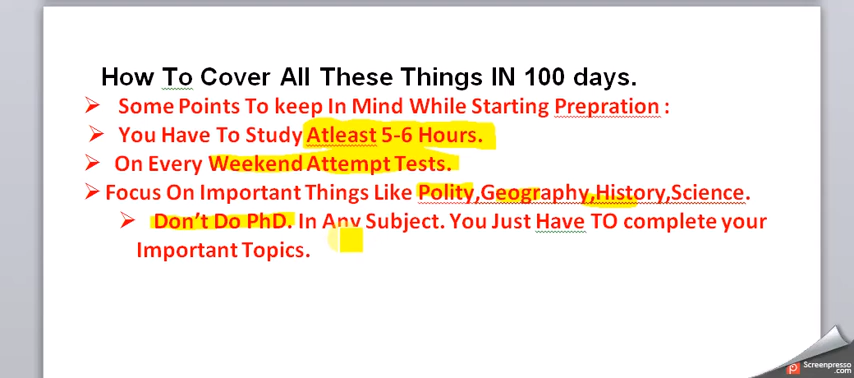 How To Cover All These Things IN 100 days.
➢ Some Points To keep In Mind While Starting Prepration :
➢ You Have To Study Atleast 5-6 Hours.
➢ On Every Weekend Attempt Tests.
➢ Focus On Important Things Like Polity,Geography,History,Science.
➢ Don't Do PhD. In Any Subject. You Just Have TO complete your
Important Topics.
Screenpresso
.com